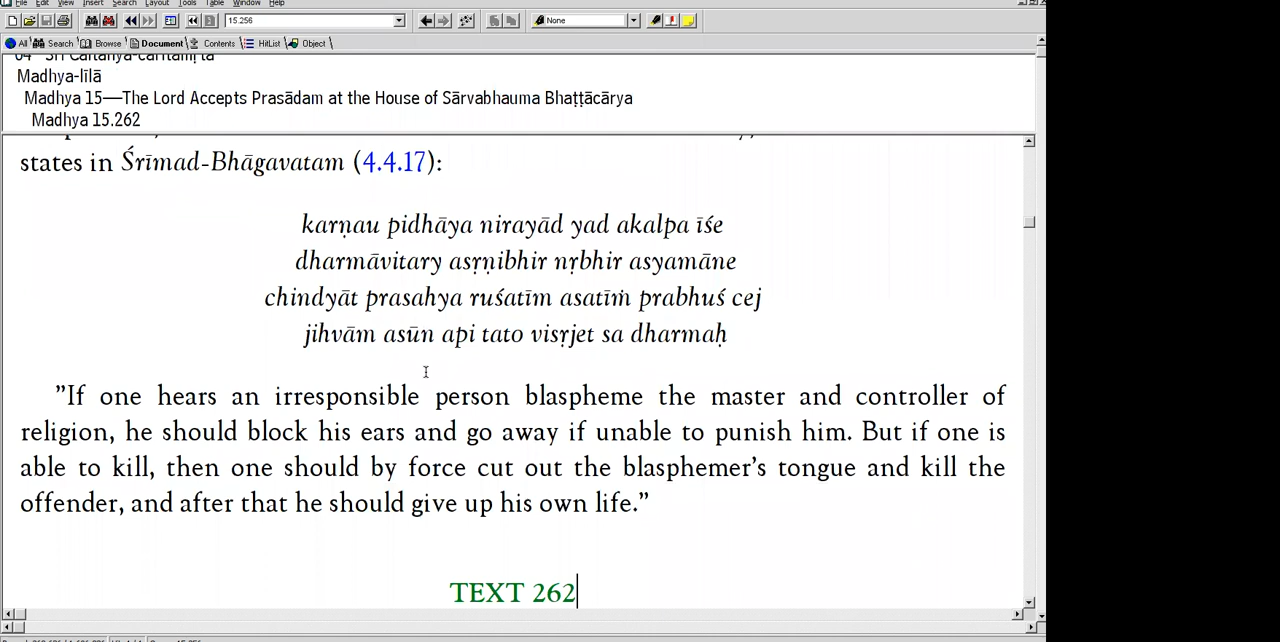 File Edit View Insert Search Layout Tools Table Window Help
15.256 None
All Search Browse Document Contents HitList Object
04 Śrī Caitanya-caritāmṛta
Madhya-līlā
Madhya 15—The Lord Accepts Prasādam at the House of Sārvabhauma Bhaṭṭācārya
Madhya 15.262
states in Śrīmad-Bhāgavatam (4.4.17):
karṇau pidhāya nirayād yad akalpa īśe
dharmāvitary asṛṇibhir nṛbhir asyamāne
chindyāt prasahya ruśatīm asatīṁ prabhuś cej
jihvām asūn api tato visṛjet sa dharmaḥ
”If one hears an irresponsible person blaspheme the master and controller of
religion, he should block his ears and go away if unable to punish him. But if one is
able to kill, then one should by force cut out the blasphemer’s tongue and kill the
offender, and after that he should give up his own life.”
TEXT 262